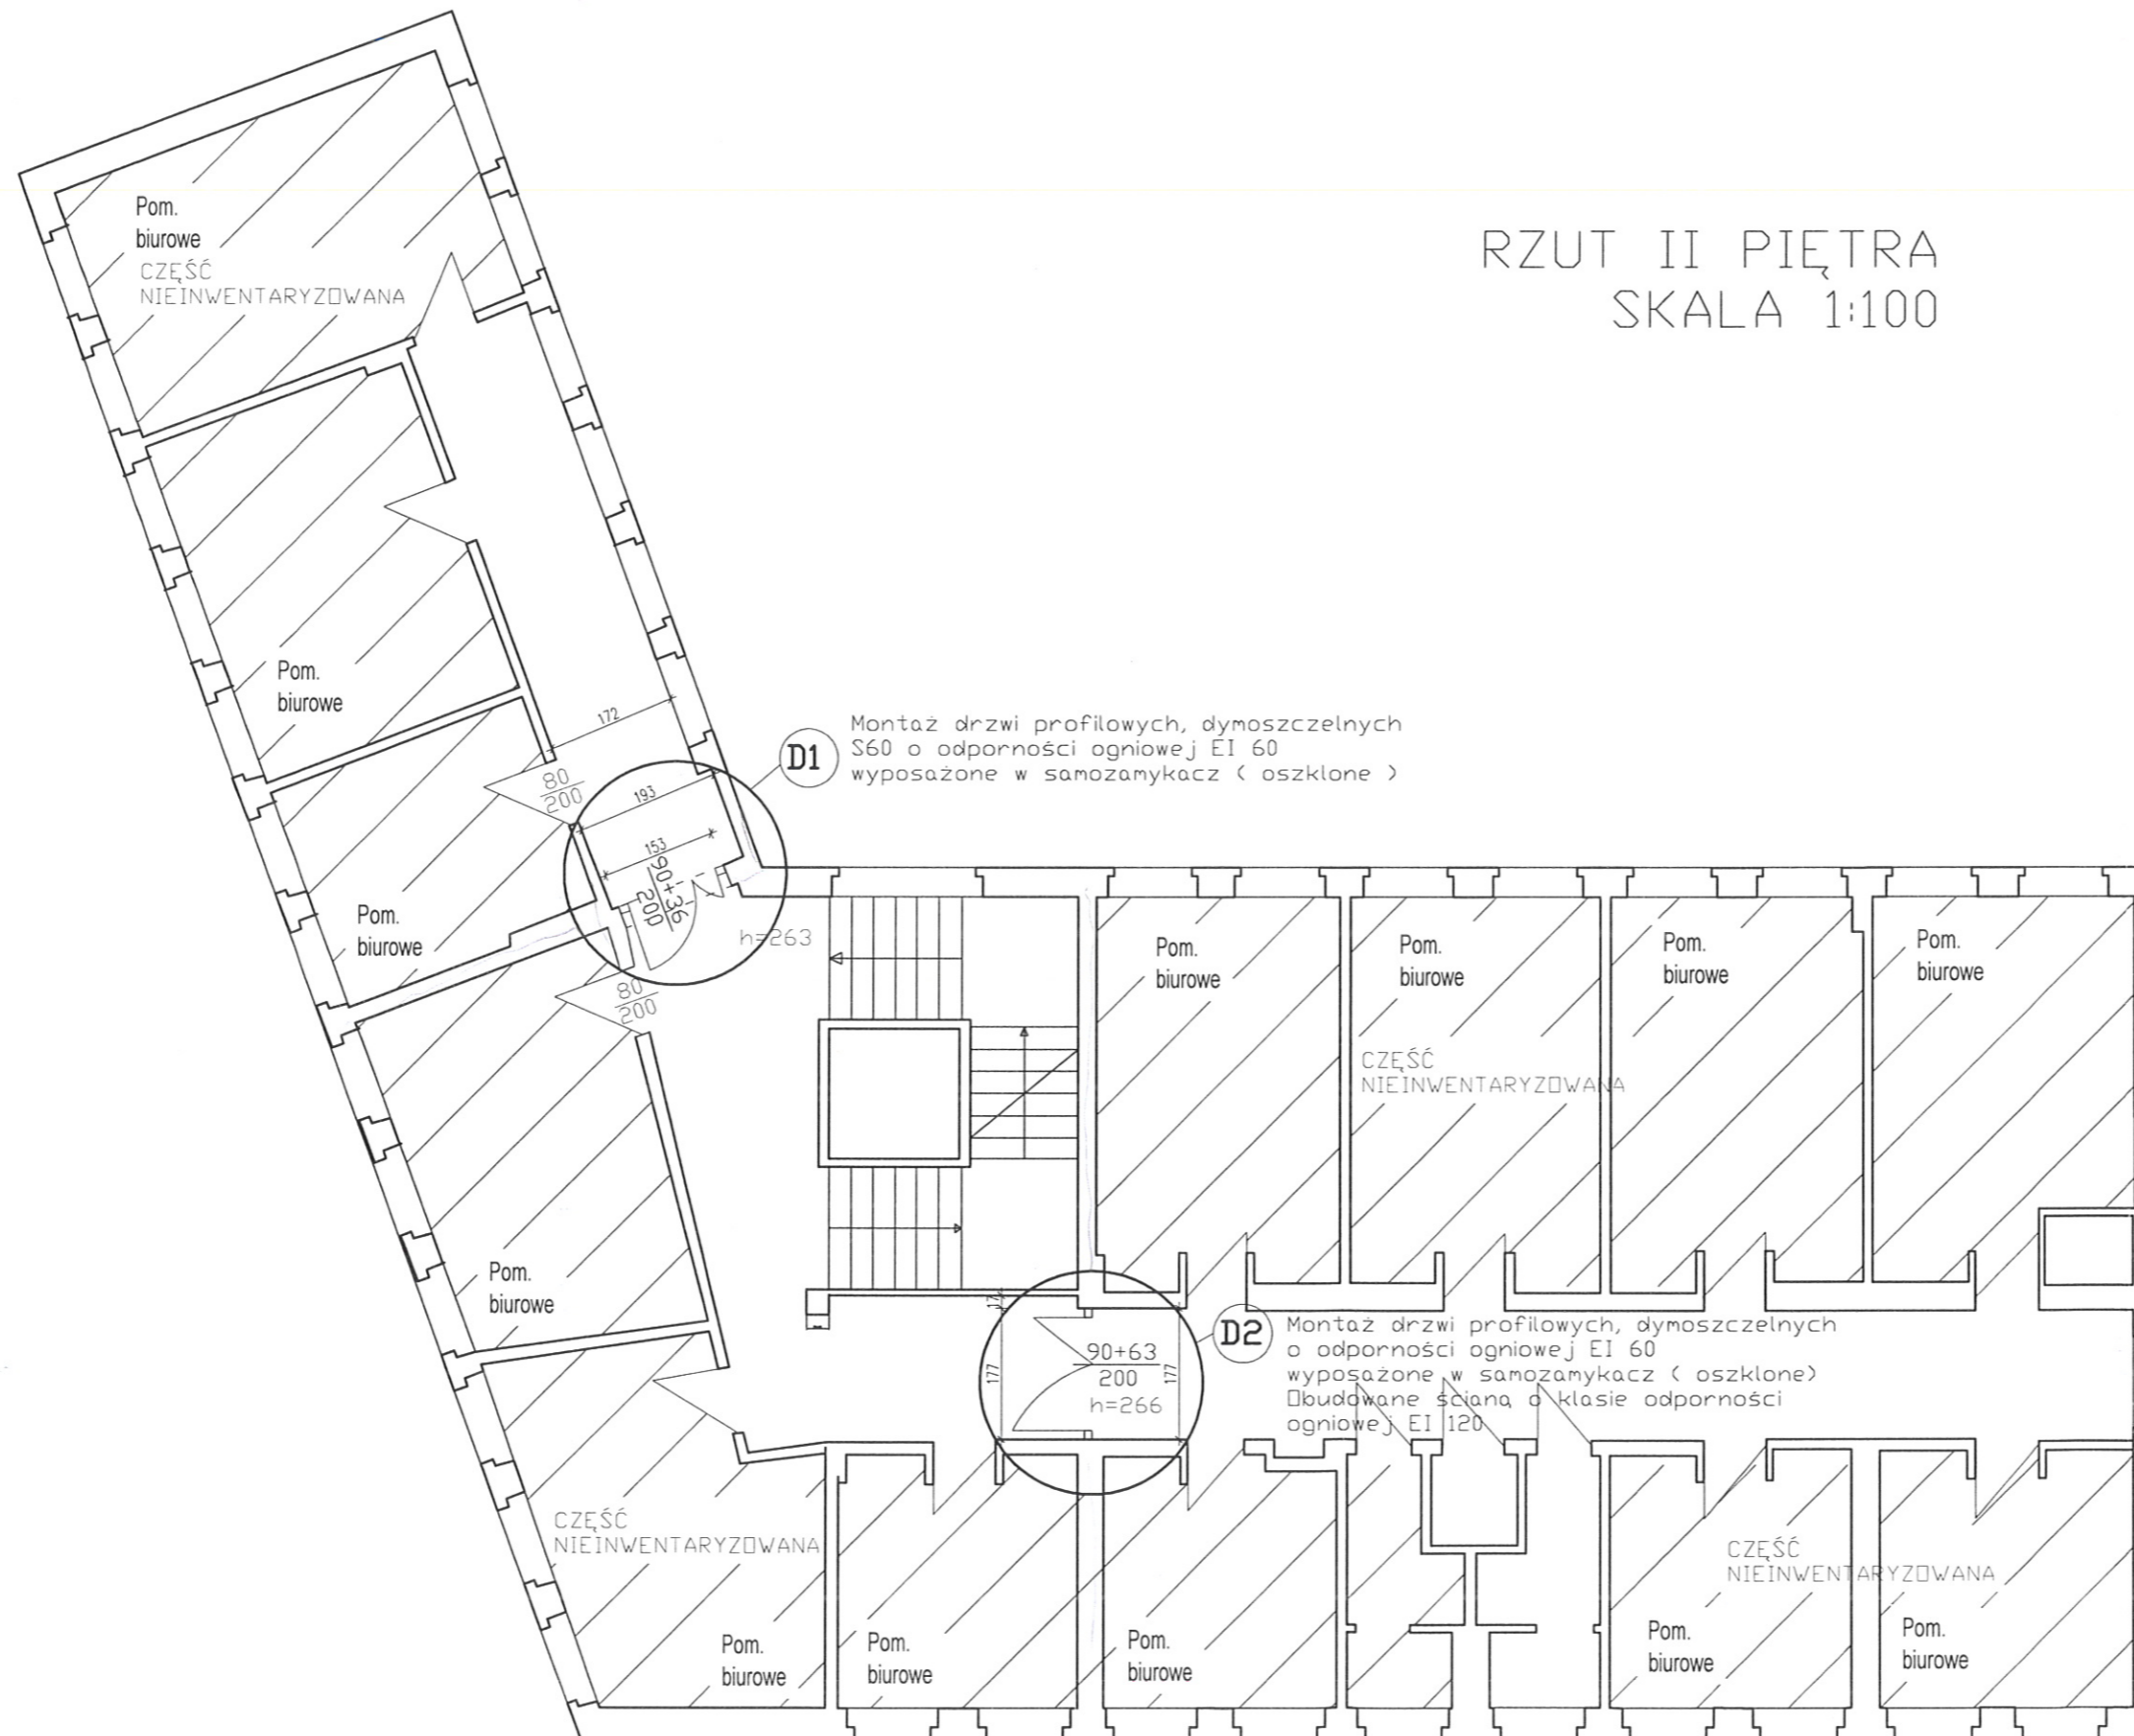 RZUT II PIĘTRA
SKALA 1:100
Pom.
biurowe
CZĘŚĆ
NIEINWENTARYZOWANA
Pom.
biurowe
172
D1
Montaż drzwi profilowych, dymoszczelnych
S60 o odporności ogniowej EI 60
wyposażone w samozamykacz ( oszklone )
80
200
193
153
90+36
200
h=263
Pom.
biurowe
80
200
Pom.
biurowe
Pom.
biurowe
Pom.
biurowe
Pom.
biurowe
Pom.
biurowe
CZĘŚĆ
NIEINWENTARYZOWANA
17
177
90+63
200
h=266
177
D2
Montaż drzwi profilowych, dymoszczelnych
o odporności ogniowej EI 60
wyposażone w samozamykacz ( oszklone)
Obudowane ścianą o klasie odporności
ogniowej EI 120
CZĘŚĆ
NIEINWENTARYZOWANA
Pom.
biurowe
Pom.
biurowe
Pom.
biurowe
CZĘŚĆ
NIEINWENTARYZOWANA
Pom.
biurowe
Pom.
biurowe